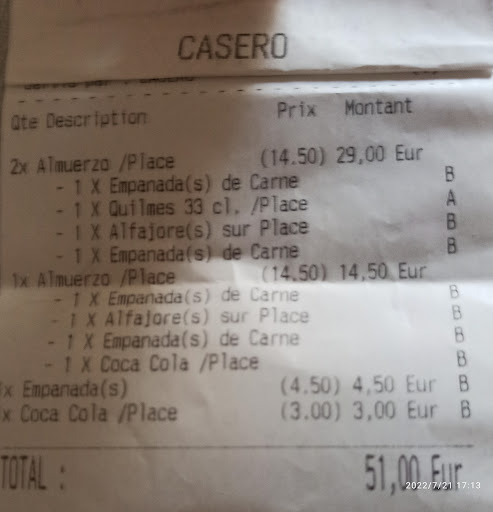 CASERO
Qte Description Prix Montant
2x Almuerzo /Place (14.50) 29,00 Eur
- 1 X Empanada(s) de Carne B
- 1 X Quilmes 33 cl. /Place A
- 1 X Alfajore(s) sur Place B
- 1 X Empanada(s) de Carne B
1x Almuerzo /Place (14.50) 14,50 Eur
- 1 X Empanada(s) de Carne B
- 1 X Alfajore(s) sur Place B
- 1 X Empanada(s) de Carne B
- 1 X Coca Cola /Place B
x Empanada(s) (4.50) 4,50 Eur B
x Coca Cola /Place (3.00) 3,00 Eur B
TOTAL : 51,00 Eur
2022/7/21 17:13